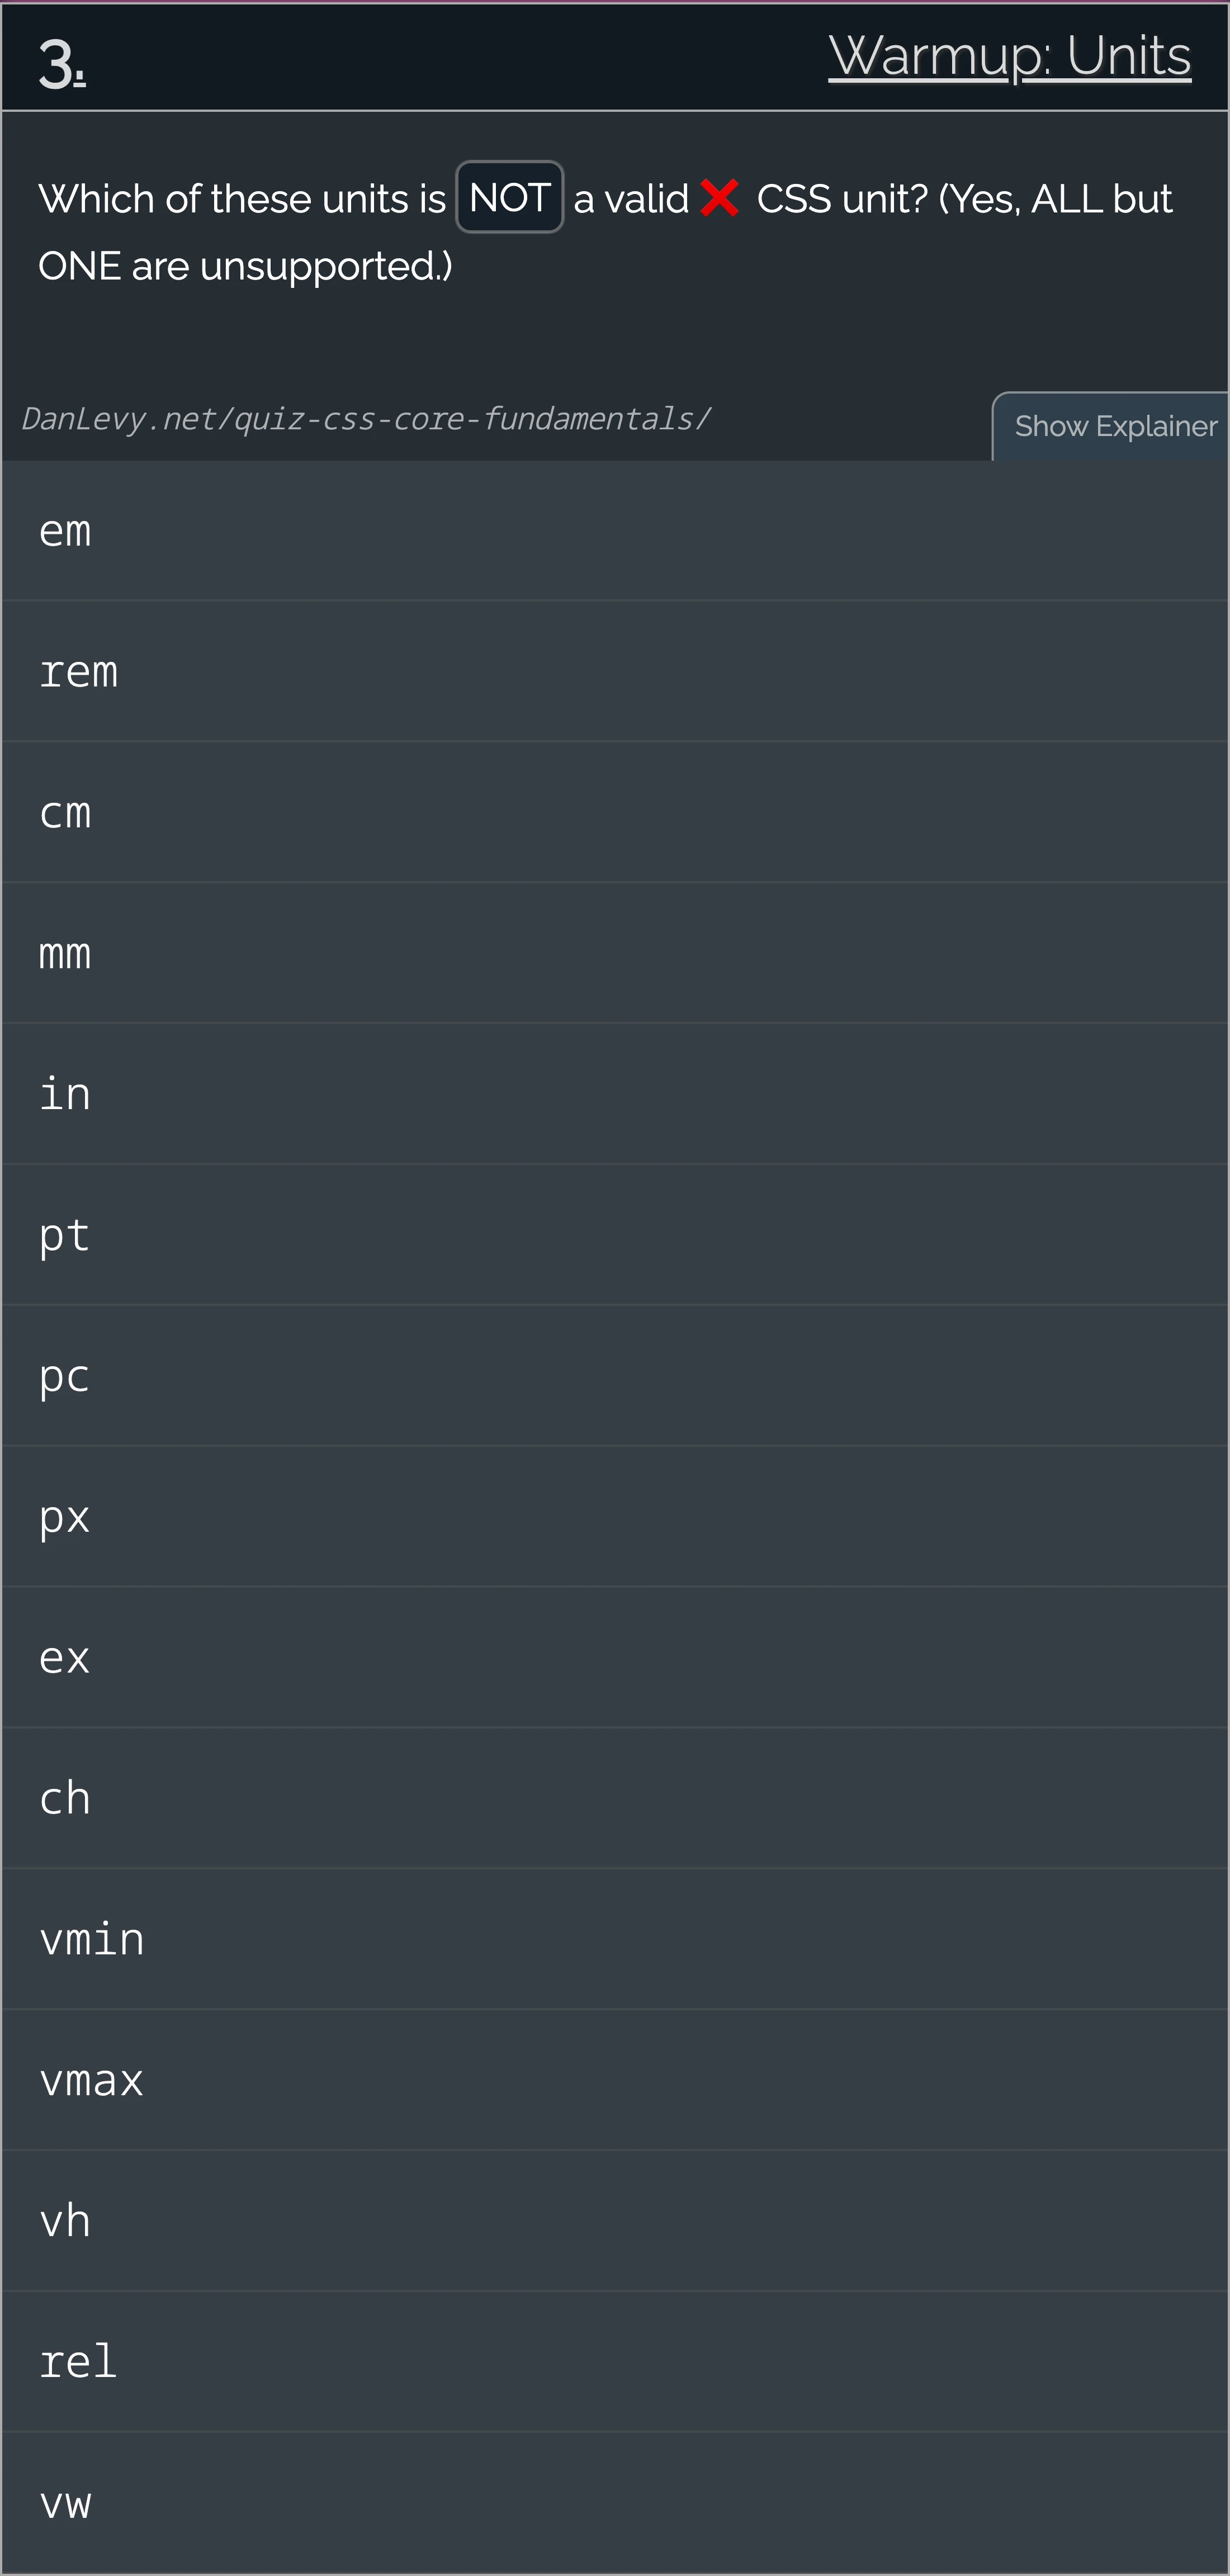 3.
Warmup: Units
Which of these units is NOT a valid ❌ CSS unit? (Yes, ALL but
ONE are unsupported.)
DanLevy.net/quiz-css-core-fundamentals/
Show Explainer
em
rem
cm
mm
in
pt
pc
px
ex
ch
vmin
vmax
vh
rel
vw